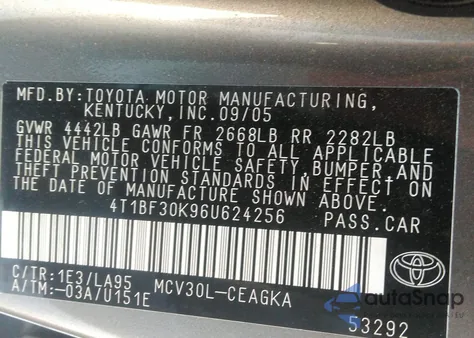 MFD.BY:TOYOTA MOTOR MANUFACTURING,
KENTUCKY, INC.09/05
GVWR 4442LB GAWR FR 2668LB RR 2282LB
THIS VEHICLE CONFORMS TO ALL APPLICABLE
FEDERAL MOTOR VEHICLE SAFETY, BUMPER, AND
THEFT PREVENTION STANDARDS IN EFFECT ON
THE DATE OF MANUFACTURE SHOWN ABOVE.
4T1BF30K96U624256 PASS.CAR
C/TR:1E3/LA95 MCV30L-CEAGKA
A/TM:-03A/U151E
TOYOTA
autoSnap
53292